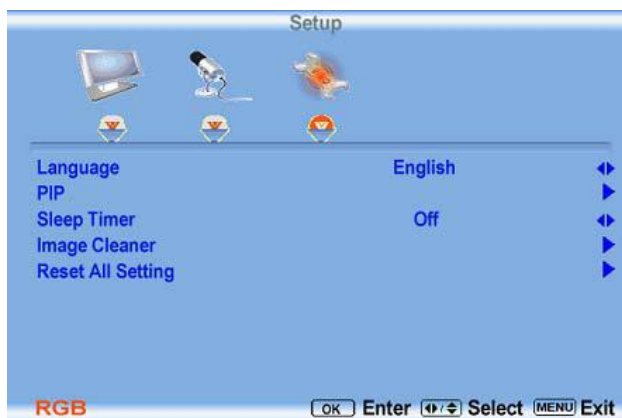 Setup
Language English
PIP
Sleep Timer Off
Image Cleaner
Reset All Setting
RGB OK Enter Select MENU Exit